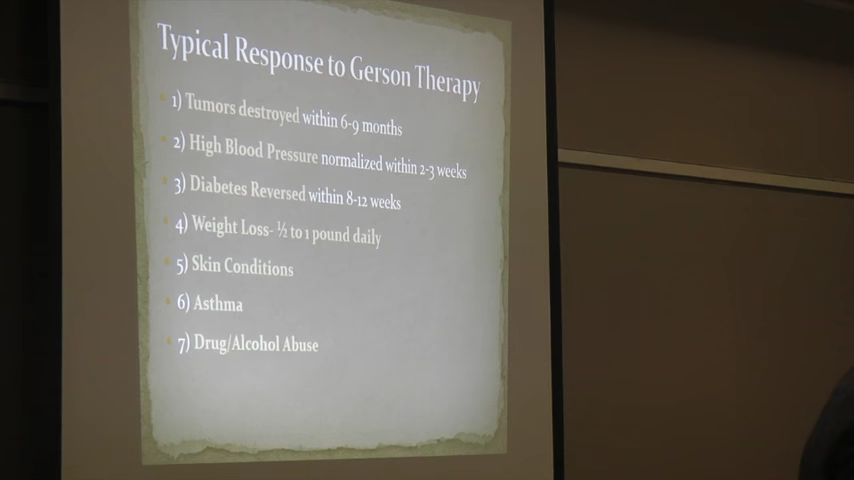 Typical Response to Gerson Therapy
1) Tumors destroyed within 6-9 months
2) High Blood Pressure normalized within 2-3 weeks
3) Diabetes Reversed within 8-12 weeks
4) Weight Loss- ½ to 1 pound daily
5) Skin Conditions
6) Asthma
7) Drug/Alcohol Abuse